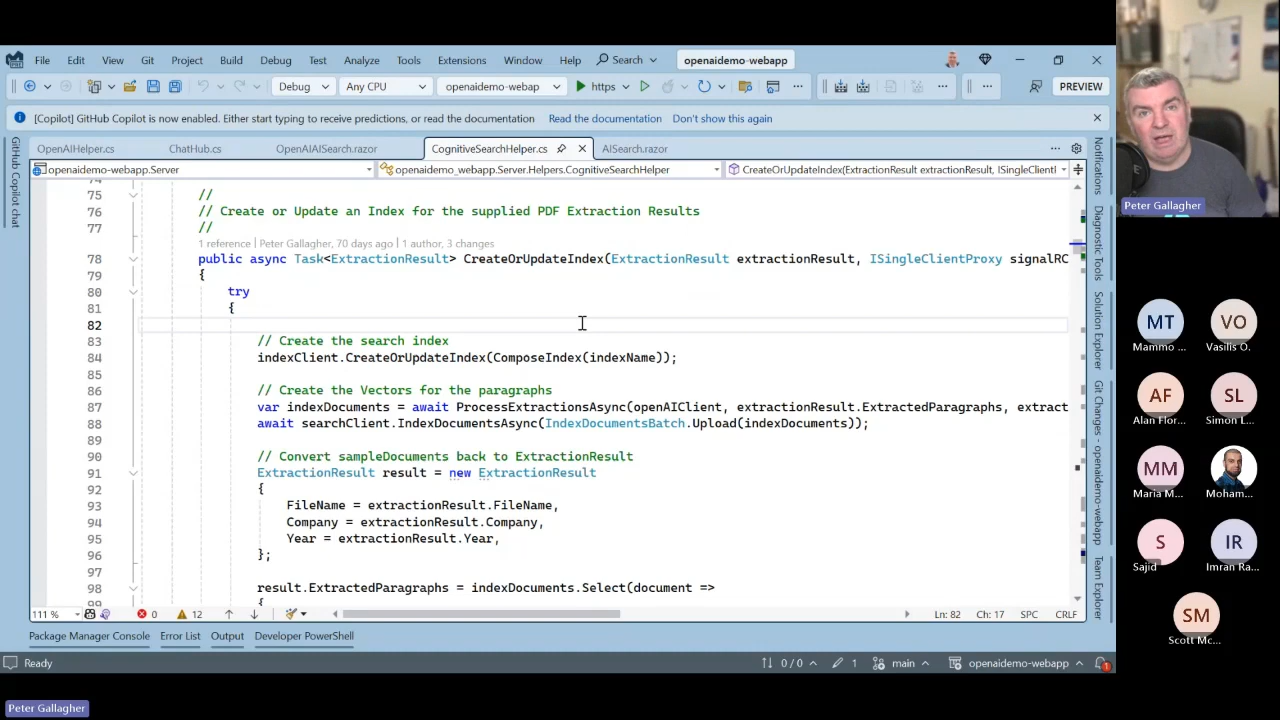 File Edit View Git Project Build Debug Test Analyze Tools Extensions Window Help Search openaidemo-webapp
Debug Any CPU openaidemo-webap https PREVIEW
[Copilot] GitHub Copilot is now enabled. Either start typing to receive predictions, or read the documentation Read the documentation Don't show this again
OpenAIHelper.cs ChatHub.cs OpenAIAISearch.razor CognitiveSearchHelper.cs AISearch.razor
openaidemo-webapp.Server openaidemo_webapp.Server.Helpers.CognitiveSearchHelper CreateOrUpdateIndex(ExtractionResult extractionResult, ISingleClientI
75 //
76 // Create or Update an Index for the supplied PDF Extraction Results
77 //
1 reference | Peter Gallagher, 70 days ago | 1 author, 3 changes
78 public async Task<ExtractionResult> CreateOrUpdateIndex(ExtractionResult extractionResult, ISingleClientProxy signalRC
79 {
80 try
81 {
82
83 // Create the search index
84 indexClient.CreateOrUpdateIndex(ComposeIndex(indexName));
85
86 // Create the Vectors for the paragraphs
87 var indexDocuments = await ProcessExtractionsAsync(openAIClient, extractionResult.ExtractedParagraphs, extract
88 await searchClient.IndexDocumentsAsync(IndexDocumentsBatch.Upload(indexDocuments));
89
90 // Convert sampleDocuments back to ExtractionResult
91 ExtractionResult result = new ExtractionResult
92 {
93 FileName = extractionResult.FileName,
94 Company = extractionResult.Company,
95 Year = extractionResult.Year,
96 };
97
98 result.ExtractedParagraphs = indexDocuments.Select(document =>
{
111 % 0 12 Ln: 82 Ch: 17 SPC CRLF
Package Manager Console Error List Output Developer PowerShell
Ready 0 / 0 1 main openaidemo-webapp 1
GitHub Copilot chat
Notifications
Diagnostic Tools
Solution Explorer
Git Changes - openaidemo-webapp
Team Explorer
Peter Gallagher
MT VO
Mammo ... Vasilis O.
AF SL
Alan Flor... Simon L...
MM
Maria M... Moham...
S IR
Sajid Imran Ra...
SM
Scott Mc...
Peter Gallagher